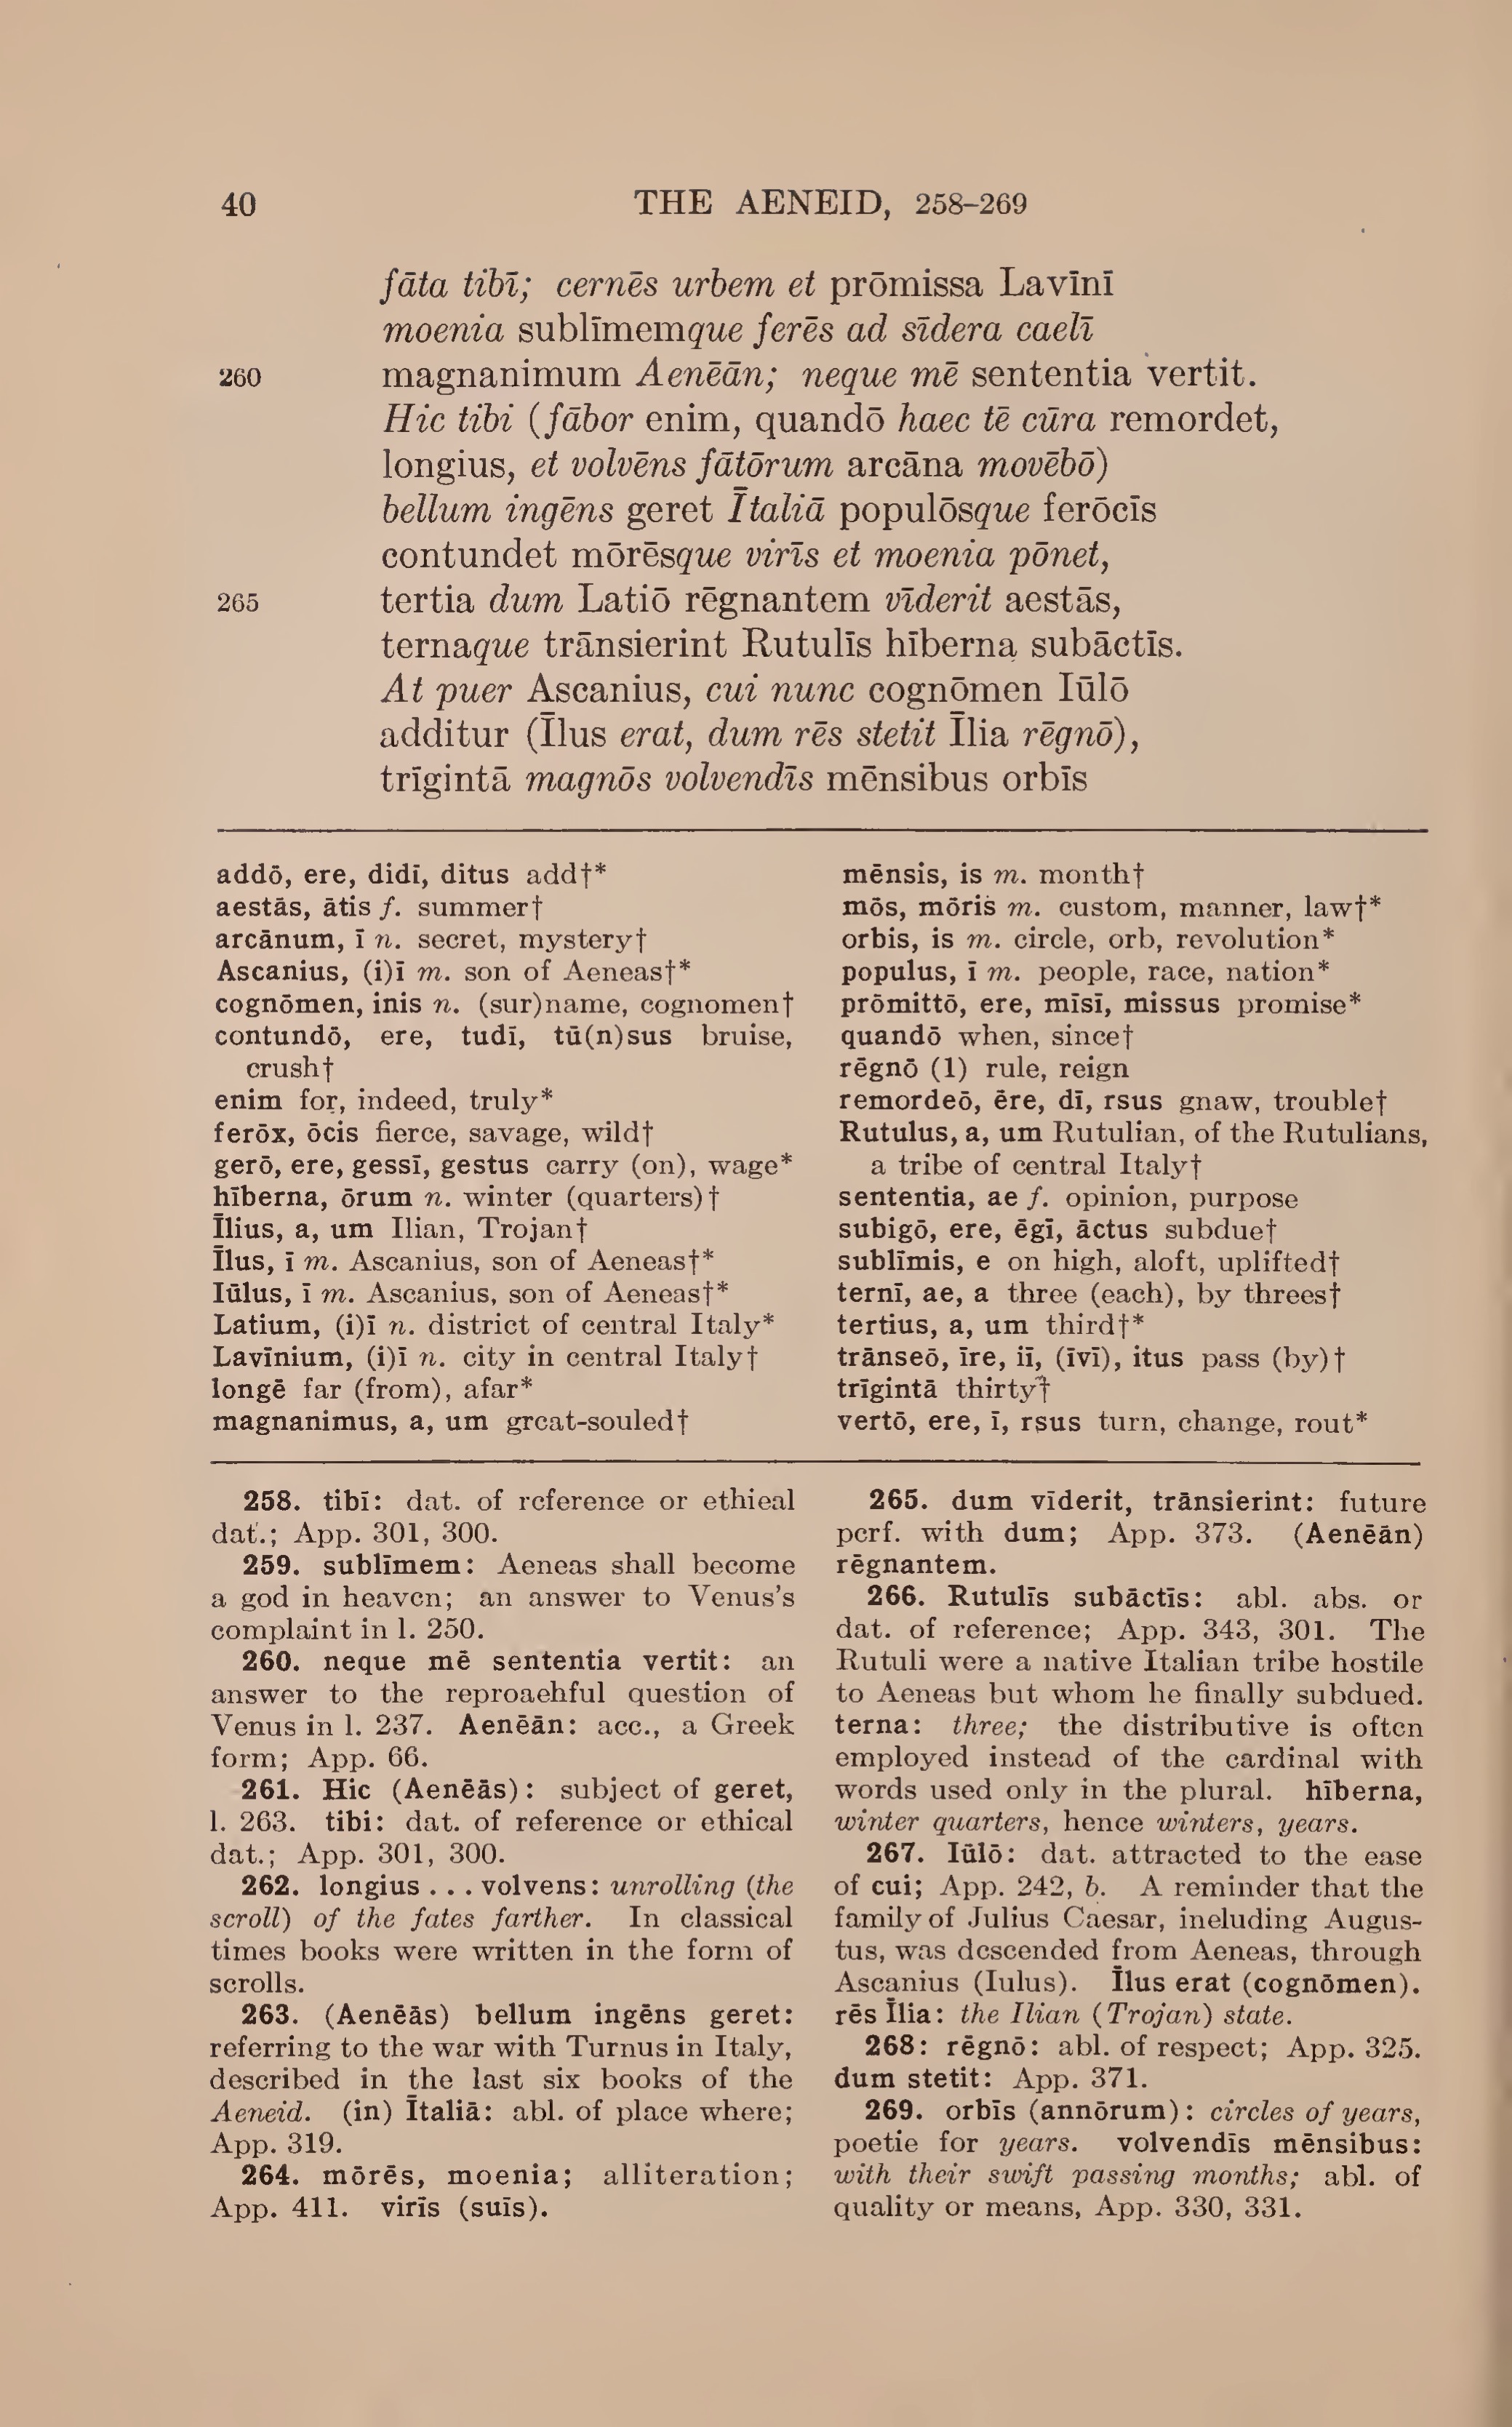 40
THE AENEID, 258–269
fāta tibī; cernēs urbem et prōmissa Lavīnī
moenia sublīmemque ferēs ad sīdera caelī
260 magnanimum Aenēān; neque mē sententia vertit.
Hic tibi (fābor enim, quandō haec tē cūra remordet,
longius, et volvēns fātōrum arcāna movēbō)
bellum ingēns geret Ītaliā populōsque ferōcīs
contundet mōrēsque virīs et moenia pōnet,
265 tertia dum Latiō rēgnantem vīderit aestās,
ternaque trānsierint Rutulīs hīberna subāctīs.
At puer Ascanius, cui nunc cognōmen Iūlō
additur (Īlus erat, dum rēs stetit Īlia rēgnō),
trīgintā magnōs volvendīs mēnsibus orbīs
addō, ere, didī, ditus add†*
aestās, ātis f. summer†
arcānum, ī n. secret, mystery†
Ascanius, (i)ī m. son of Aeneas†*
cognōmen, inis n. (sur)name, cognomen†
contundō, ere, tudī, tū(n)sus bruise,
crush†
enim for, indeed, truly*
ferōx, ōcis fierce, savage, wild†
gerō, ere, gessī, gestus carry (on), wage*
hīberna, ōrum n. winter (quarters)†
Īlius, a, um Ilian, Trojan†
Īlus, ī m. Ascanius, son of Aeneas†*
Iūlus, ī m. Ascanius, son of Aeneas†*
Latium, (i)ī n. district of central Italy*
Lavīnium, (i)ī n. city in central Italy†
longē far (from), afar*
magnanimus, a, um great-souled†
mēnsis, is m. month†
mōs, mōris m. custom, manner, law†*
orbis, is m. circle, orb, revolution*
populus, ī m. people, race, nation*
prōmittō, ere, mīsī, missus promise*
quandō when, since†
rēgnō (1) rule, reign
remordeō, ēre, dī, rsus gnaw, trouble†
Rutulus, a, um Rutulian, of the Rutulians,
a tribe of central Italy†
sententia, ae f. opinion, purpose
subigō, ere, ēgī, āctus subdue†
sublīmis, e on high, aloft, uplifted†
ternī, ae, a three (each), by threes†
tertius, a, um third†*
trānseō, īre, iī, (īvī), itus pass (by)†
trīgintā thirty†
vertō, ere, ī, rsus turn, change, rout*
258. tibī: dat. of reference or ethical
dat.; App. 301, 300.
259. sublīmem: Aeneas shall become
a god in heaven; an answer to Venus's
complaint in l. 250.
260. neque mē sententia vertit: an
answer to the reproachful question of
Venus in l. 237. Aenēān: acc., a Greek
form; App. 66.
261. Hic (Aenēās): subject of geret,
l. 263. tibi: dat. of reference or ethical
dat.; App. 301, 300.
262. longius . . . volvens: unrolling (the
scroll) of the fates farther. In classical
times books were written in the form of
scrolls.
263. (Aenēās) bellum ingēns geret:
referring to the war with Turnus in Italy,
described in the last six books of the
Aeneid. (in) Ītaliā: abl. of place where;
App. 319.
264. mōrēs, moenia; alliteration;
App. 411. virīs (suīs).
265. dum vīderit, trānsierint: future
perf. with dum; App. 373. (Aenēān)
rēgnantem.
266. Rutulīs subāctīs: abl. abs. or
dat. of reference; App. 343, 301. The
Rutuli were a native Italian tribe hostile
to Aeneas but whom he finally subdued.
terna: three; the distributive is often
employed instead of the cardinal with
words used only in the plural. hīberna,
winter quarters, hence winters, years.
267. Iūlō: dat. attracted to the case
of cui; App. 242, b. A reminder that the
family of Julius Caesar, including Augus-
tus, was descended from Aeneas, through
Ascanius (Iulus). Īlus erat (cognōmen).
rēs Īlia: the Ilian (Trojan) state.
268: rēgnō: abl. of respect; App. 325.
dum stetit: App. 371.
269. orbīs (annōrum): circles of years,
poetic for years. volvendīs mēnsibus:
with their swift passing months; abl. of
quality or means, App. 330, 331.